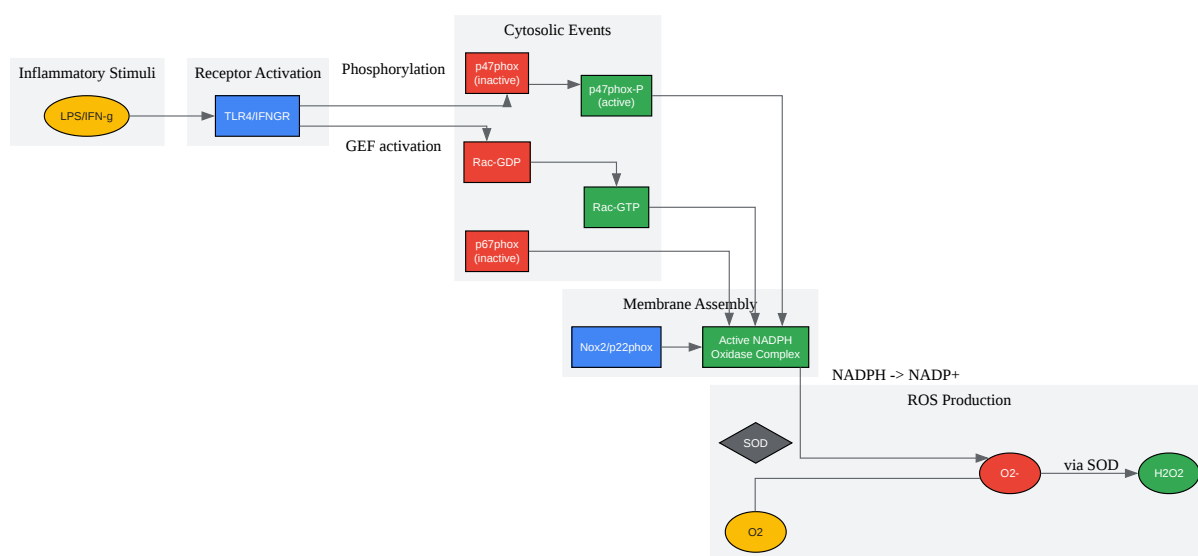 Cytosolic Events
Inflammatory Stimuli
LPS/IFN-g
Receptor Activation
TLR4/IFNGR
Phosphorylation
GEF activation
p47phox
(inactive)
p47phox-P
(active)
Rac-GDP
Rac-GTP
p67phox
(inactive)
Membrane Assembly
Nox2/p22phox
Active NADPH
Oxidase Complex
NADPH -> NADP+
ROS Production
SOD
O2-
via SOD
H2O2
O2